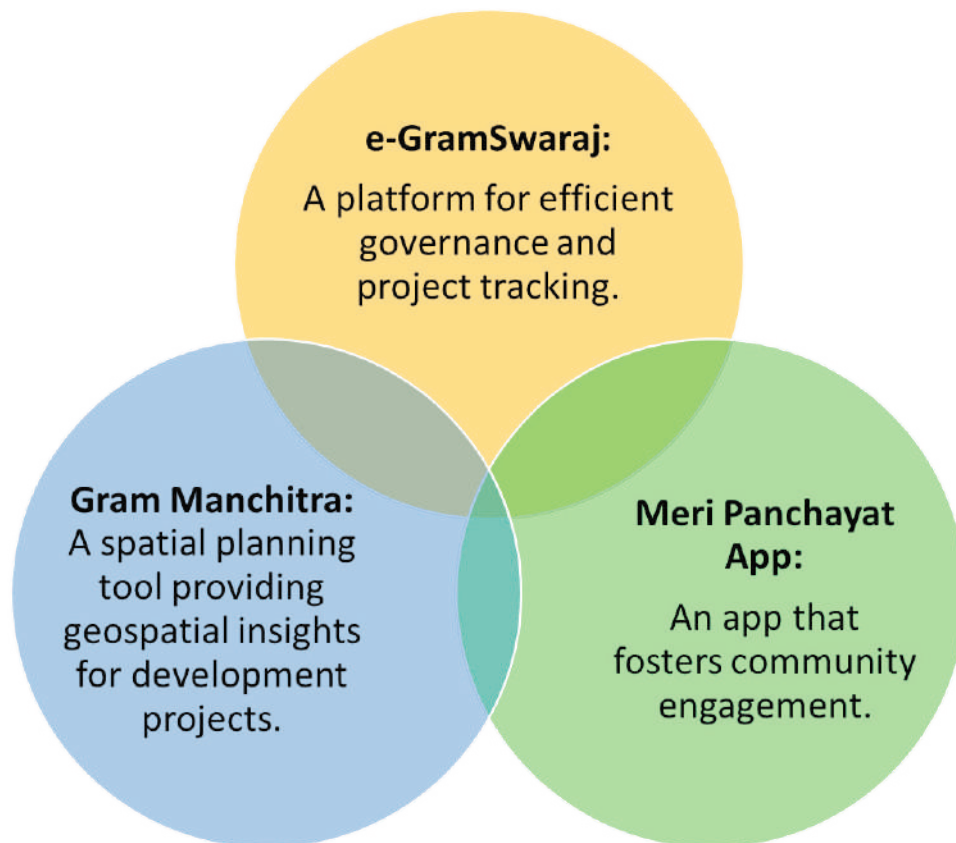 e-GramSwaraj:
A platform for efficient
governance and
project tracking.
Gram Manchitra:
A spatial planning
tool providing
geospatial insights
for development
projects.
Meri Panchayat
App:
An app that
fosters community
engagement.